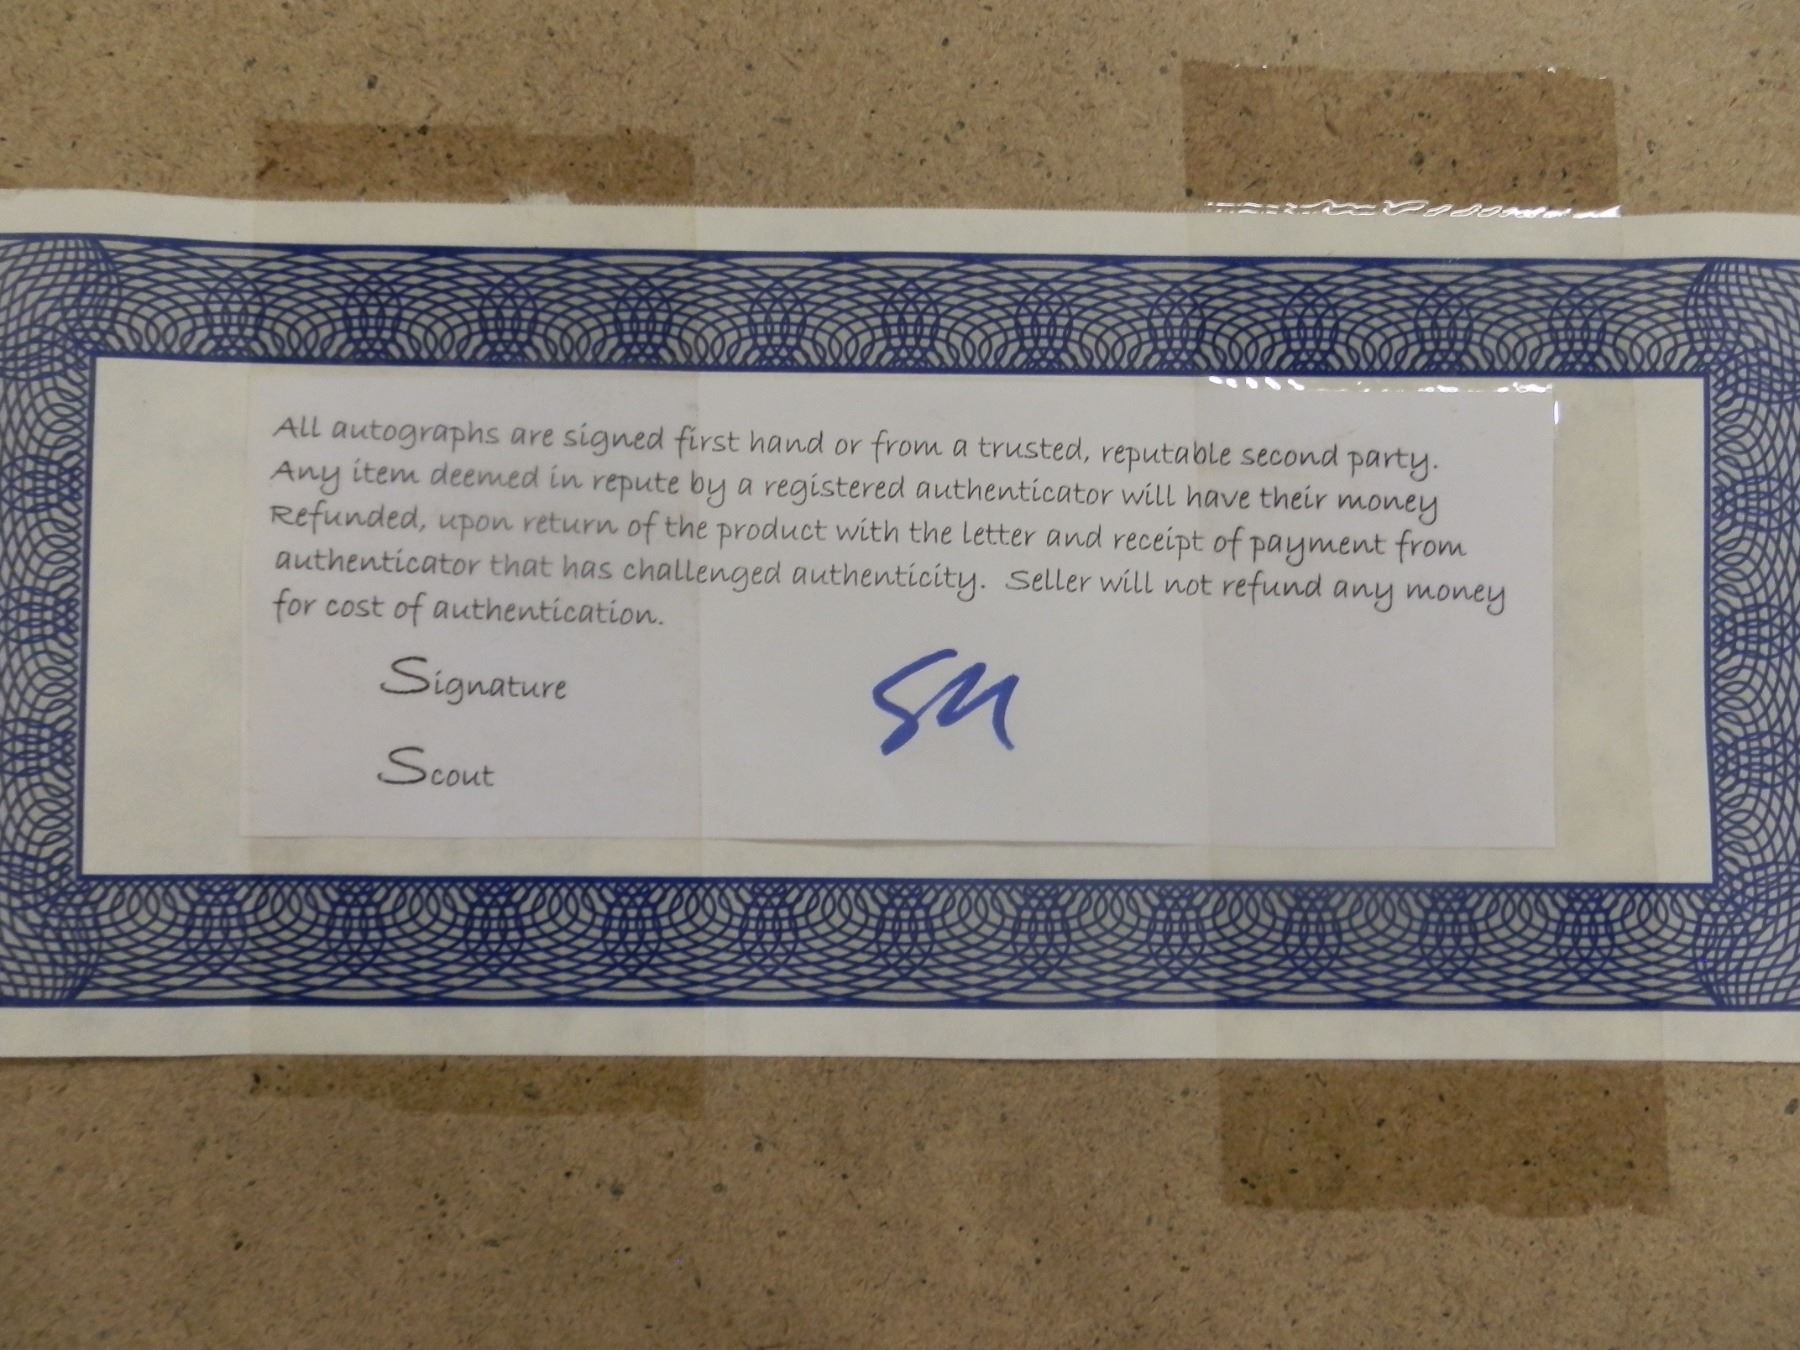 All autographs are signed first hand or from a trusted, reputable second party.
Any item deemed in repute by a registered authenticator will have their money
Refunded, upon return of the product with the letter and receipt of payment from
authenticator that has challenged authenticity. Seller will not refund any money
for cost of authentication.
Signature
Scout